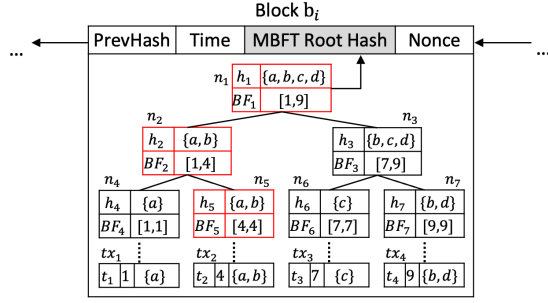 Block b_i
... PrevHash Time MBFT Root Hash Nonce ...
n_1 h_1 {a, b, c, d}
BF_1 [1,9]
n_2 n_3
h_2 {a, b} h_3 {b, c, d}
BF_2 [1,4] BF_3 [7,9]
n_4 n_5 n_6 n_7
h_4 {a} h_5 {a, b} h_6 {c} h_7 {b, d}
BF_4 [1,1] BF_5 [4,4] BF_6 [7,7] BF_7 [9,9]
tx_1 tx_2 tx_3 tx_4
t_1 1 {a} t_2 4 {a, b} t_3 7 {c} t_4 9 {b, d}